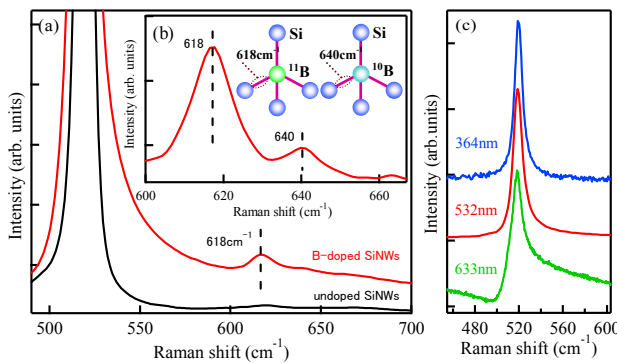 (a)
Intensity (arb. units)
618cm⁻¹
B-doped SiNWs
undoped SiNWs
500
550
600
650
700
Raman shift (cm⁻¹)
(b)
Intensity (arb. units)
618
640
Si
618cm⁻¹
¹¹B
Si
640cm⁻¹
¹⁰B
600
620
640
660
Raman shift (cm⁻¹)
(c)
Intensity (arb.units)
364nm
532nm
633nm
480
520
560
600
Raman shift (cm⁻¹)